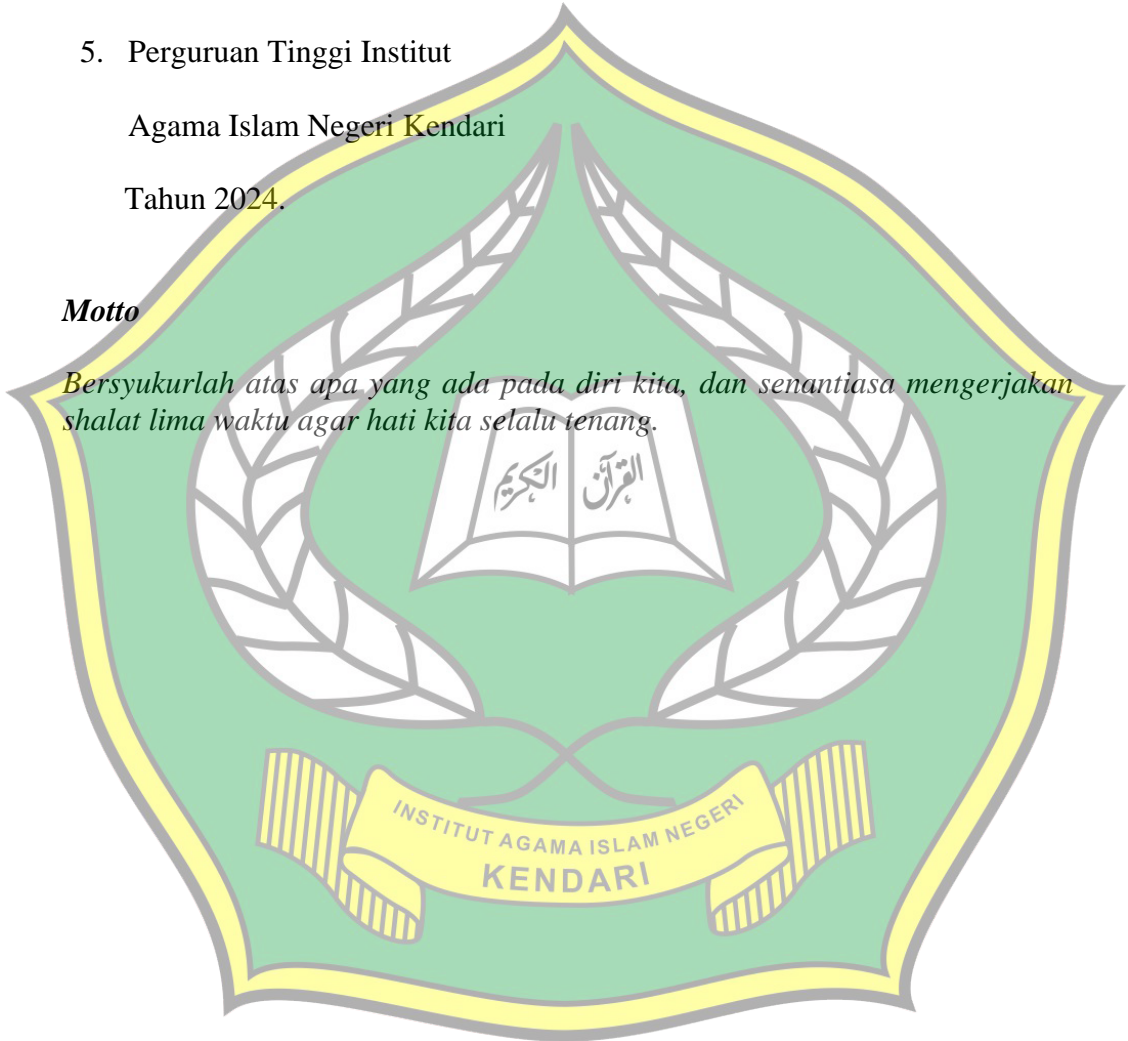 5. Perguruan Tinggi Institut
Agama Islam Negeri Kendari
Tahun 2024.
Motto
Bersyukurlah atas apa yang ada pada diri kita, dan senantiasa mengerjakan
shalat lima waktu agar hati kita selalu tenang.
القرآن الكريم
INSTITUT AGAMA ISLAM NEGERI
KENDARI